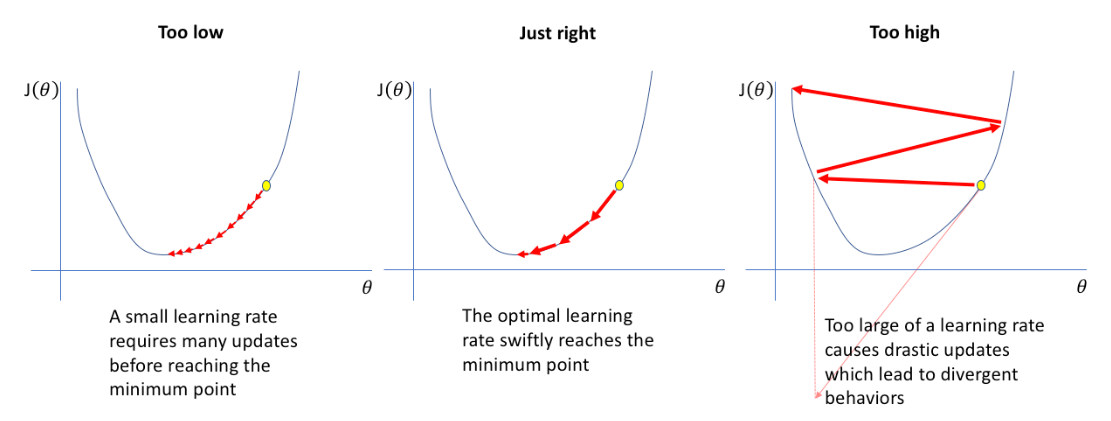 Too low
Just right
Too high
J(θ)
J(θ)
J(θ)
θ
θ
θ
A small learning rate
requires many updates
before reaching the
minimum point
The optimal learning
rate swiftly reaches the
minimum point
Too large of a learning rate
causes drastic updates
which lead to divergent
behaviors